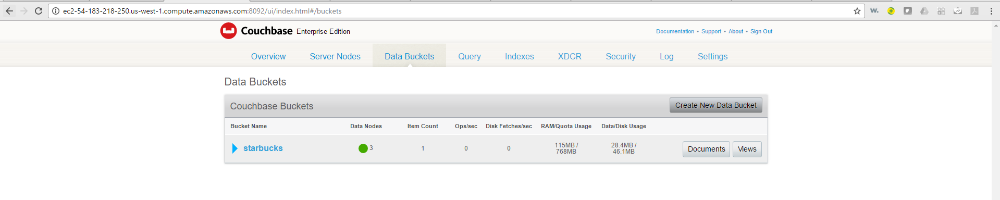 ec2-54-183-218-250.us-west-1.compute.amazonaws.com:8092/ui/index.html#/buckets
w.
Couchbase Enterprise Edition
Documentation • Support • About • Sign Out
Overview Server Nodes Data Buckets Query Indexes XDCR Security Log Settings
Data Buckets
Couchbase Buckets
Create New Data Bucket
Bucket Name Data Nodes Item Count Ops/sec Disk Fetches/sec RAM/Quota Usage Data/Disk Usage
starbucks 3 1 0 0 115MB / 768MB 28.4MB / 46.1MB Documents Views